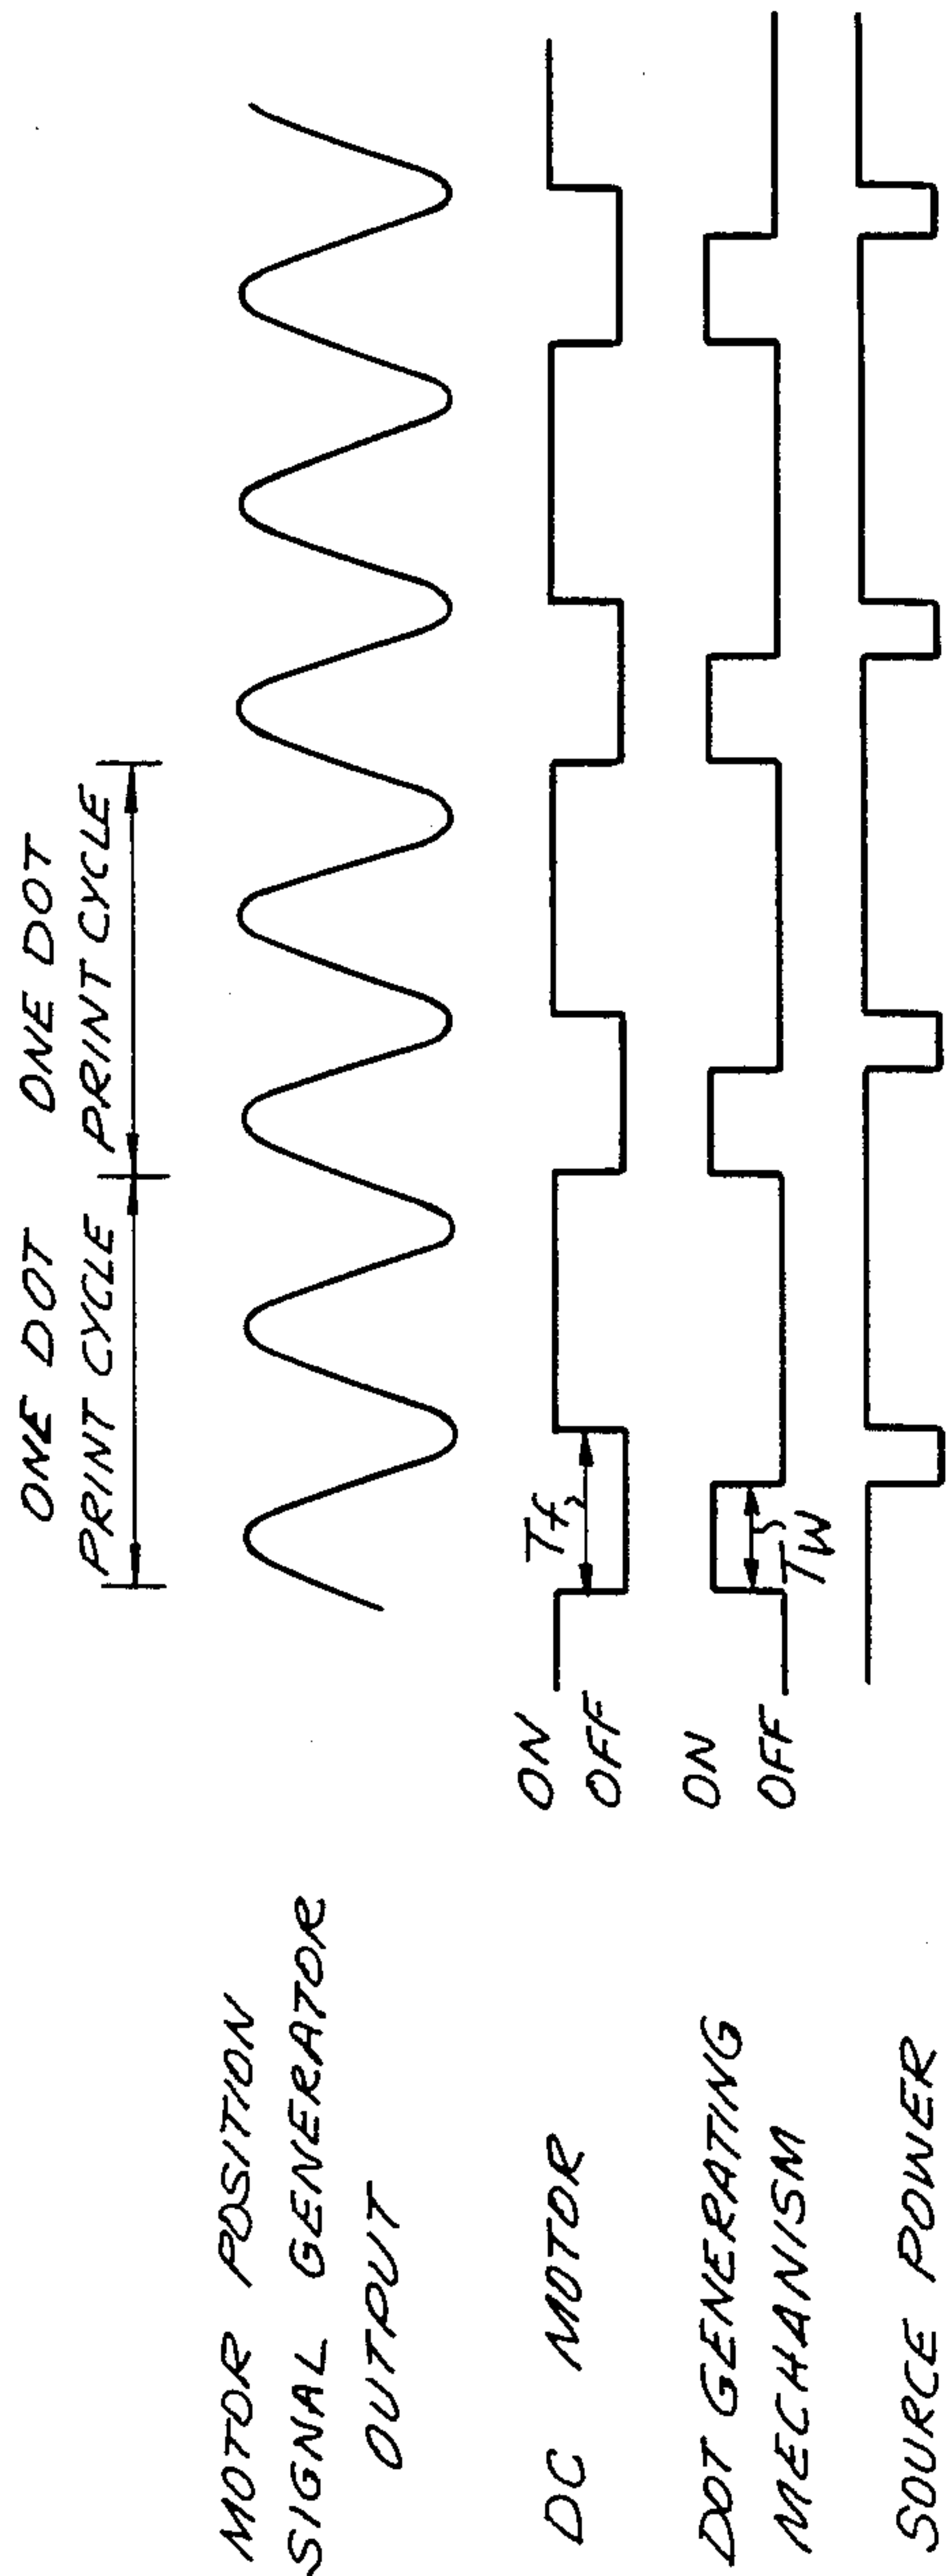 ONE DOT ONE DOT
PRINT CYCLE PRINT CYCLE
MOTOR POSITION
SIGNAL GENERATOR
OUTPUT
DC MOTOR
ON
OFF
Tf
DOT GENERATING
MECHANISM
ON
OFF
TW
SOURCE POWER